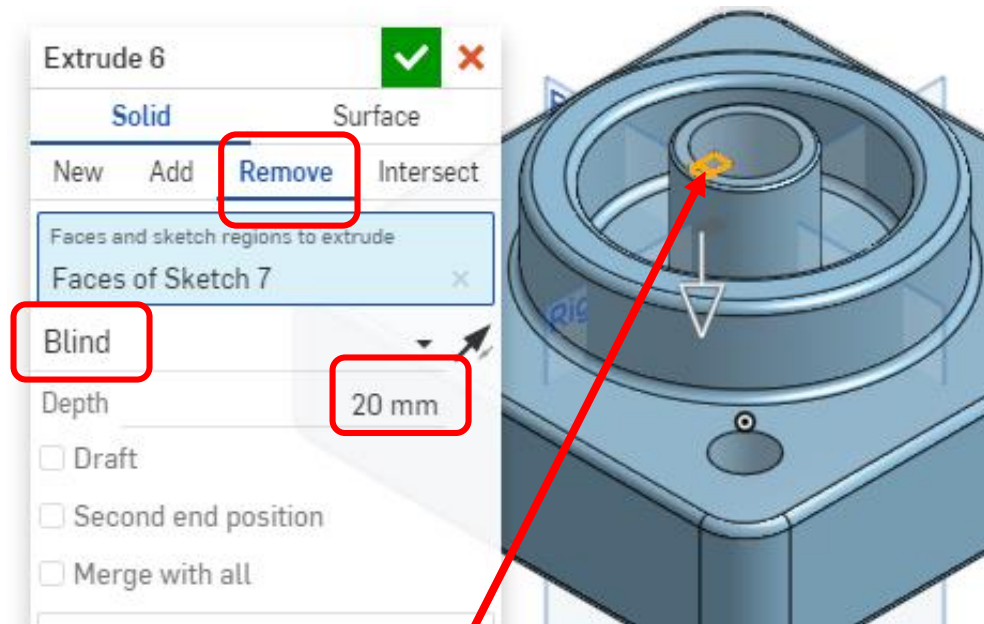 Extrude 6
Solid Surface
New Add Remove Intersect
Faces and sketch regions to extrude
Faces of Sketch 7
Blind
Depth 20 mm
Draft
Second end position
Merge with all
Rig